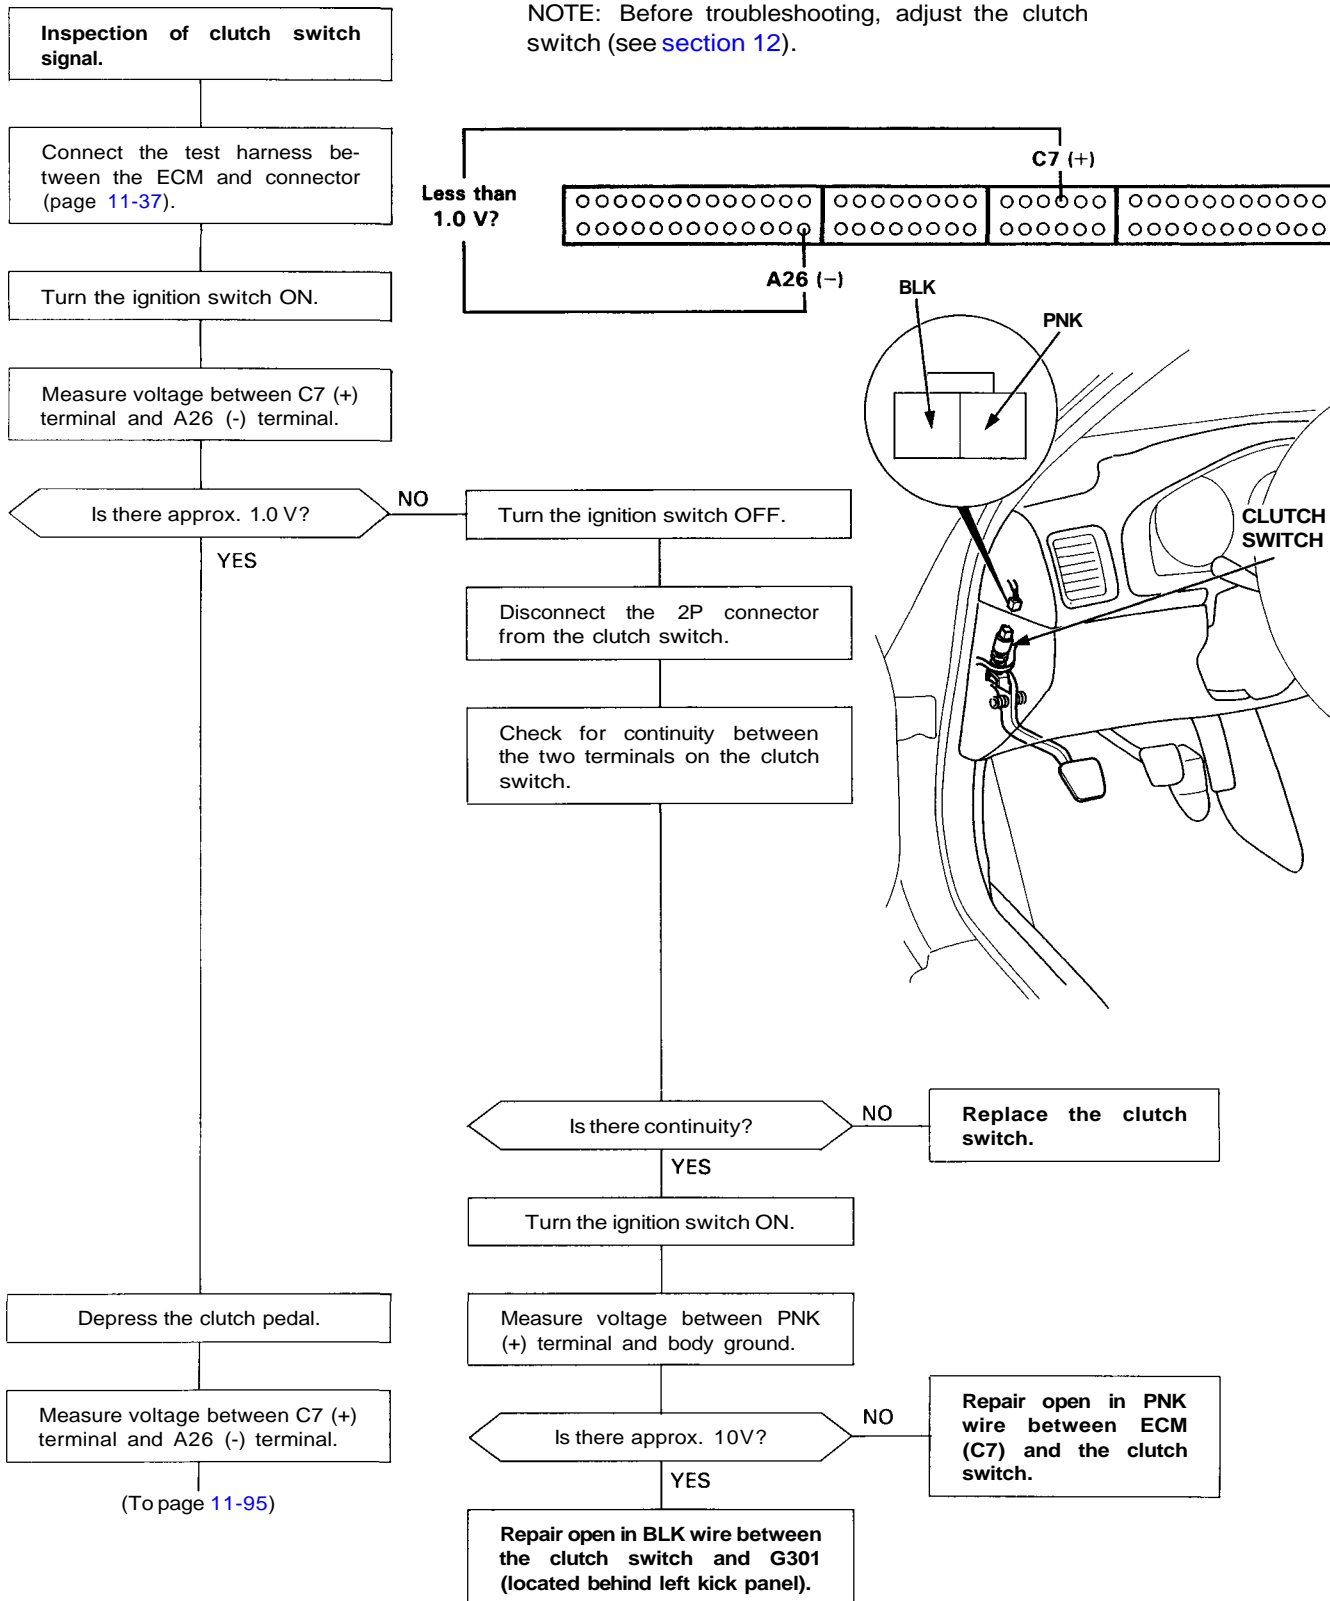 NOTE: Before troubleshooting, adjust the clutch
switch (see section 12).
Inspection of clutch switch
signal.
Connect the test harness be-
tween the ECM and connector
(page 11-37).
Turn the ignition switch ON.
Measure voltage between C7 (+)
terminal and A26 (-) terminal.
Is there approx. 1.0 V?
NO
YES
Less than
1.0 V?
C7 (+)
A26 (−)
BLK
PNK
CLUTCH
SWITCH
Turn the ignition switch OFF.
Disconnect the 2P connector
from the clutch switch.
Check for continuity between
the two terminals on the clutch
switch.
Is there continuity?
NO
Replace the clutch
switch.
YES
Turn the ignition switch ON.
Measure voltage between PNK
(+) terminal and body ground.
Is there approx. 10V?
NO
Repair open in PNK
wire between ECM
(C7) and the clutch
switch.
YES
Repair open in BLK wire between
the clutch switch and G301
(located behind left kick panel).
Depress the clutch pedal.
Measure voltage between C7 (+)
terminal and A26 (-) terminal.
(To page 11-95)